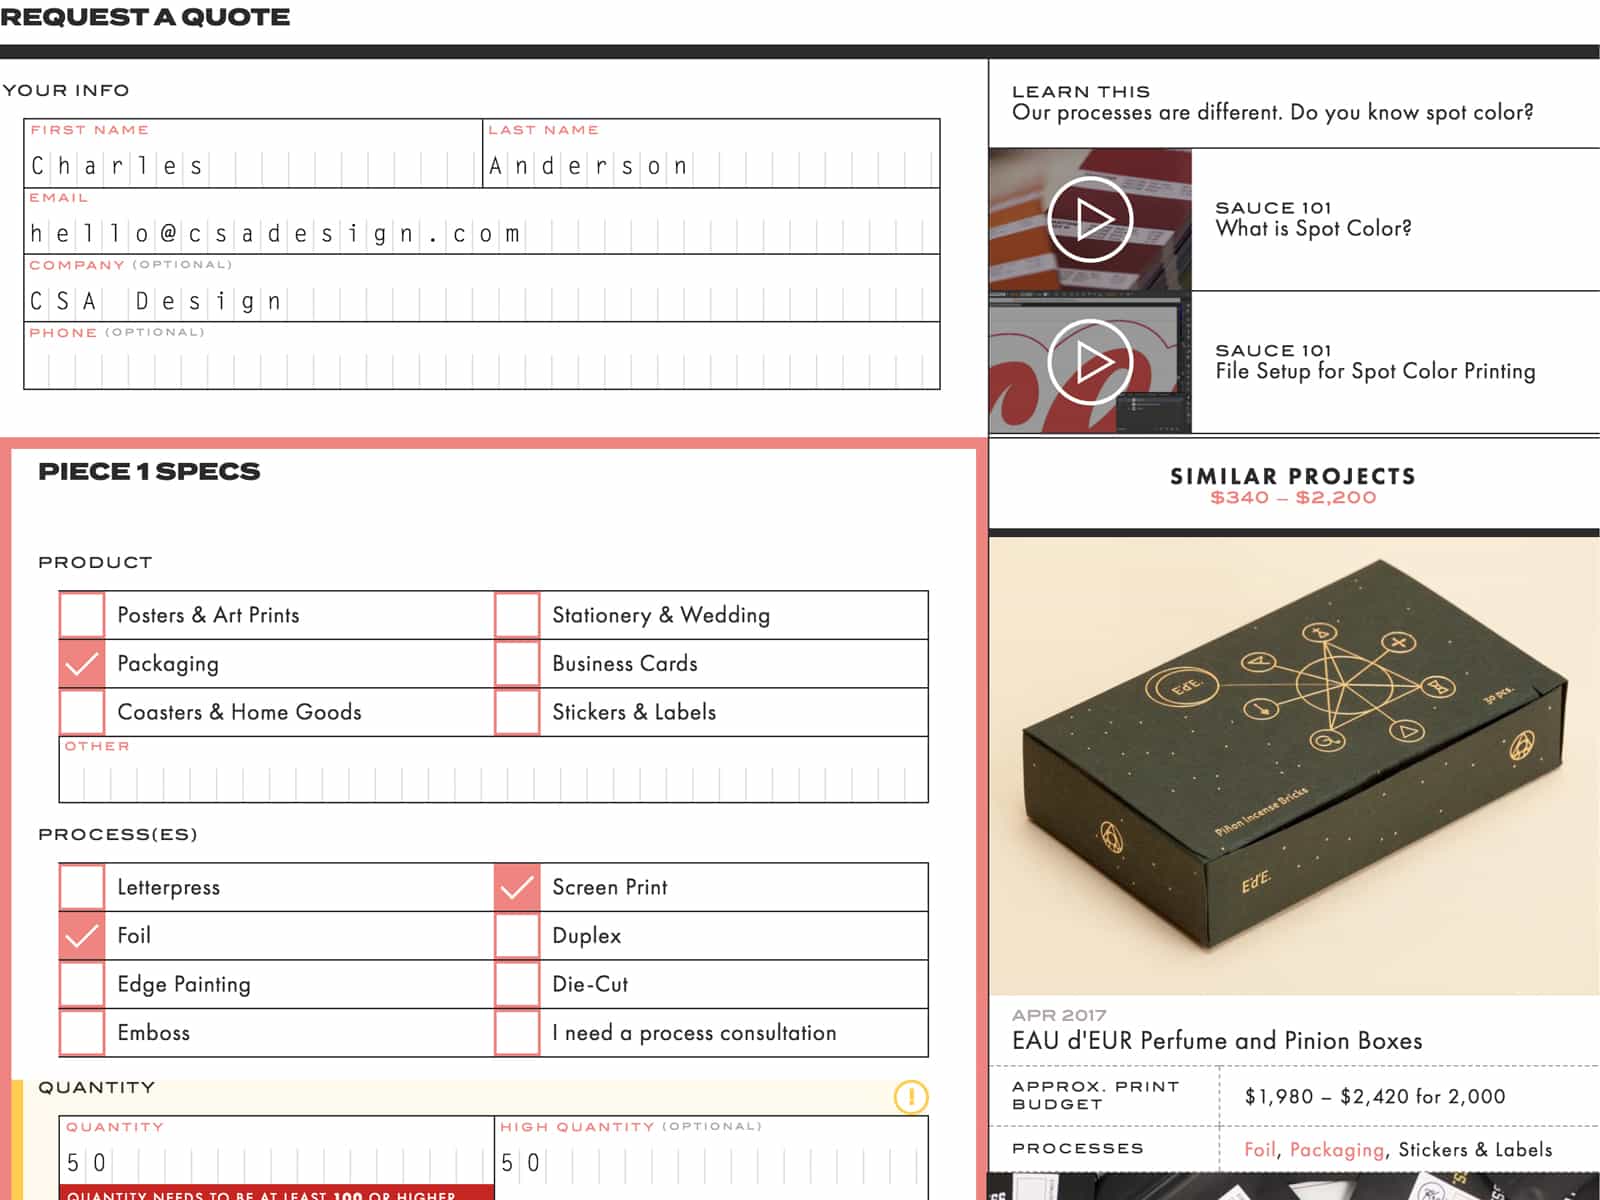 REQUEST A QUOTE
YOUR INFO
FIRST NAME
Charles
LAST NAME
Anderson
EMAIL
hello@csadesign.com
COMPANY (OPTIONAL)
CSA Design
PHONE (OPTIONAL)
PIECE 1 SPECS
PRODUCT
Posters & Art Prints
Stationery & Wedding
Packaging
Business Cards
Coasters & Home Goods
Stickers & Labels
OTHER
PROCESS(ES)
Letterpress
Screen Print
Foil
Duplex
Edge Painting
Die-Cut
Emboss
I need a process consultation
QUANTITY
!
QUANTITY
50
HIGH QUANTITY (OPTIONAL)
50
QUANTITY NEEDS TO BE AT LEAST 100 OR HIGHER
LEARN THIS
Our processes are different. Do you know spot color?
SAUCE 101
What is Spot Color?
SAUCE 101
File Setup for Spot Color Printing
SIMILAR PROJECTS
$340 – $2,200
EdE.
30 pcs.
Piñon Incense Bricks
EdE.
APR 2017
EAU d'EUR Perfume and Pinion Boxes
APPROX. PRINT
BUDGET
$1,980 – $2,420 for 2,000
PROCESSES
Foil, Packaging, Stickers & Labels